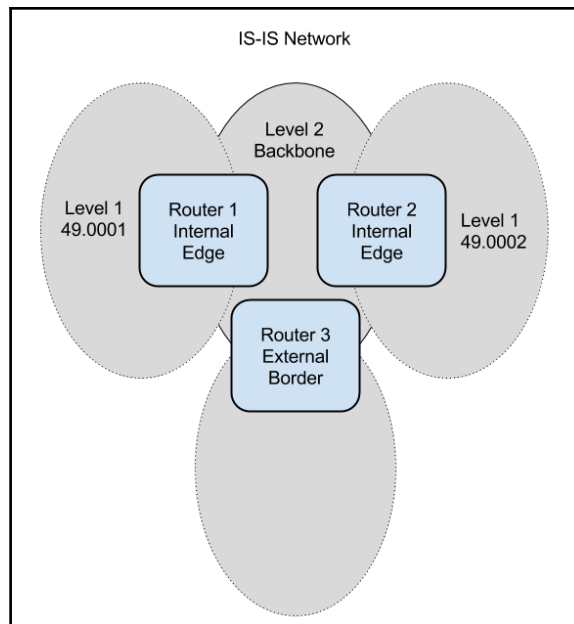 IS-IS Network
Level 2
Backbone
Level 1
49.0001
Router 1
Internal
Edge
Router 2
Internal
Edge
Level 1
49.0002
Router 3
External
Border